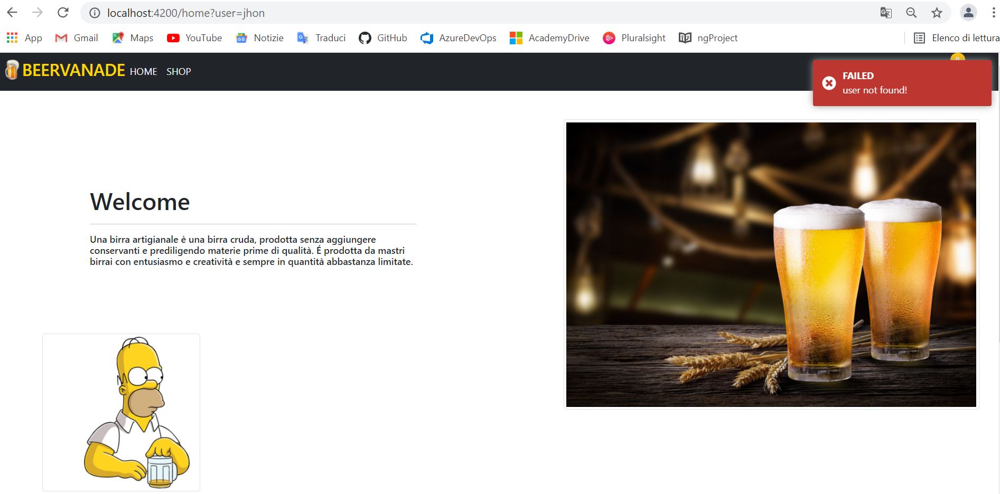 localhost:4200/home?user=jhon
App Gmail Maps YouTube Notizie Traduci GitHub AzureDevOps AcademyDrive Pluralsight ngProject Elenco di lettura
BEERVANADE HOME SHOP
FAILED
user not found!
Welcome
Una birra artigianale è una birra cruda, prodotta senza aggiungere
conservanti e prediligendo materie prime di qualità. É prodotta da mastri
birrai con entusiasmo e creatività e sempre in quantità abbastanza limitate.